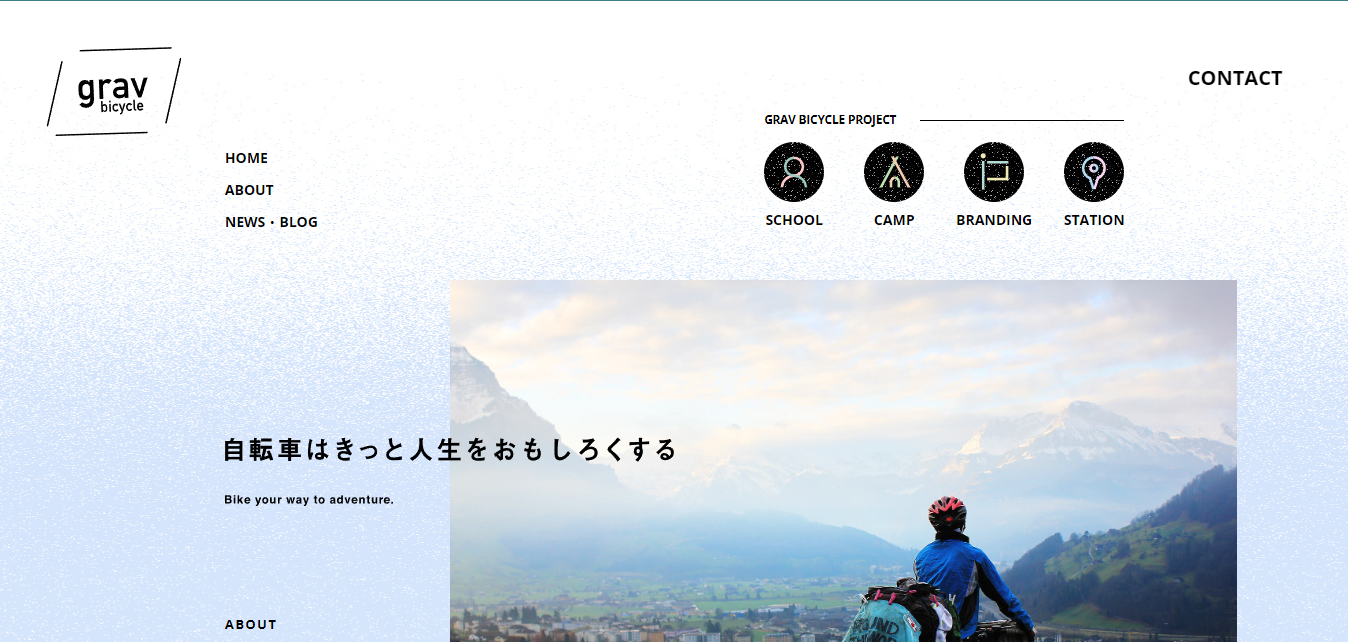 grav
bicycle
CONTACT
GRAV BICYCLE PROJECT
HOME
ABOUT
NEWS・BLOG
SCHOOL
CAMP
BRANDING
STATION
自転車はきっと人生をおもしろくする
Bike your way to adventure.
ABOUT